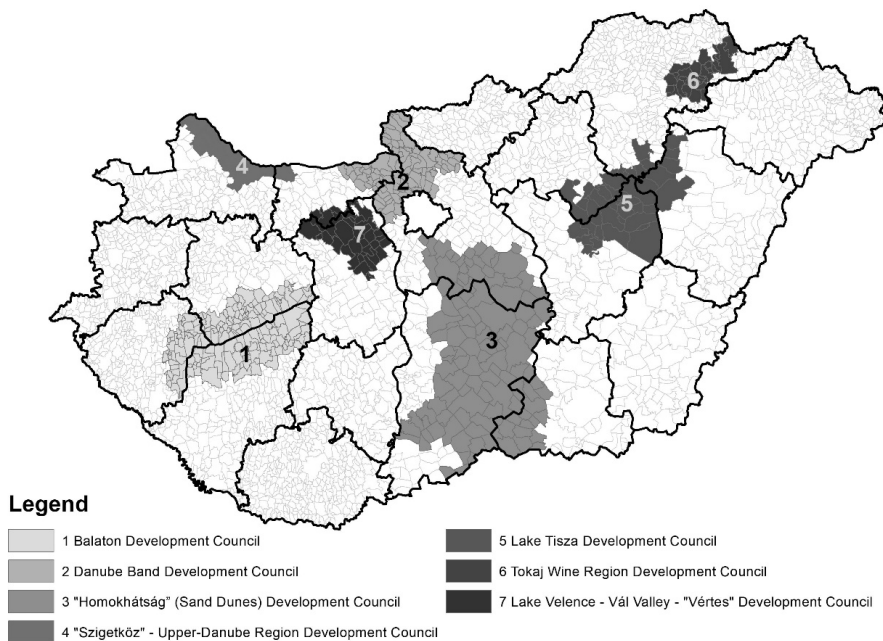 6
4
2
5
7
3
1
Legend
1 Balaton Development Council
2 Danube Band Development Council
3 "Homokhátság" (Sand Dunes) Development Council
4 "Szigetköz" - Upper-Danube Region Development Council
5 Lake Tisza Development Council
6 Tokaj Wine Region Development Council
7 Lake Velence - Vál Valley - "Vértes" Development Council